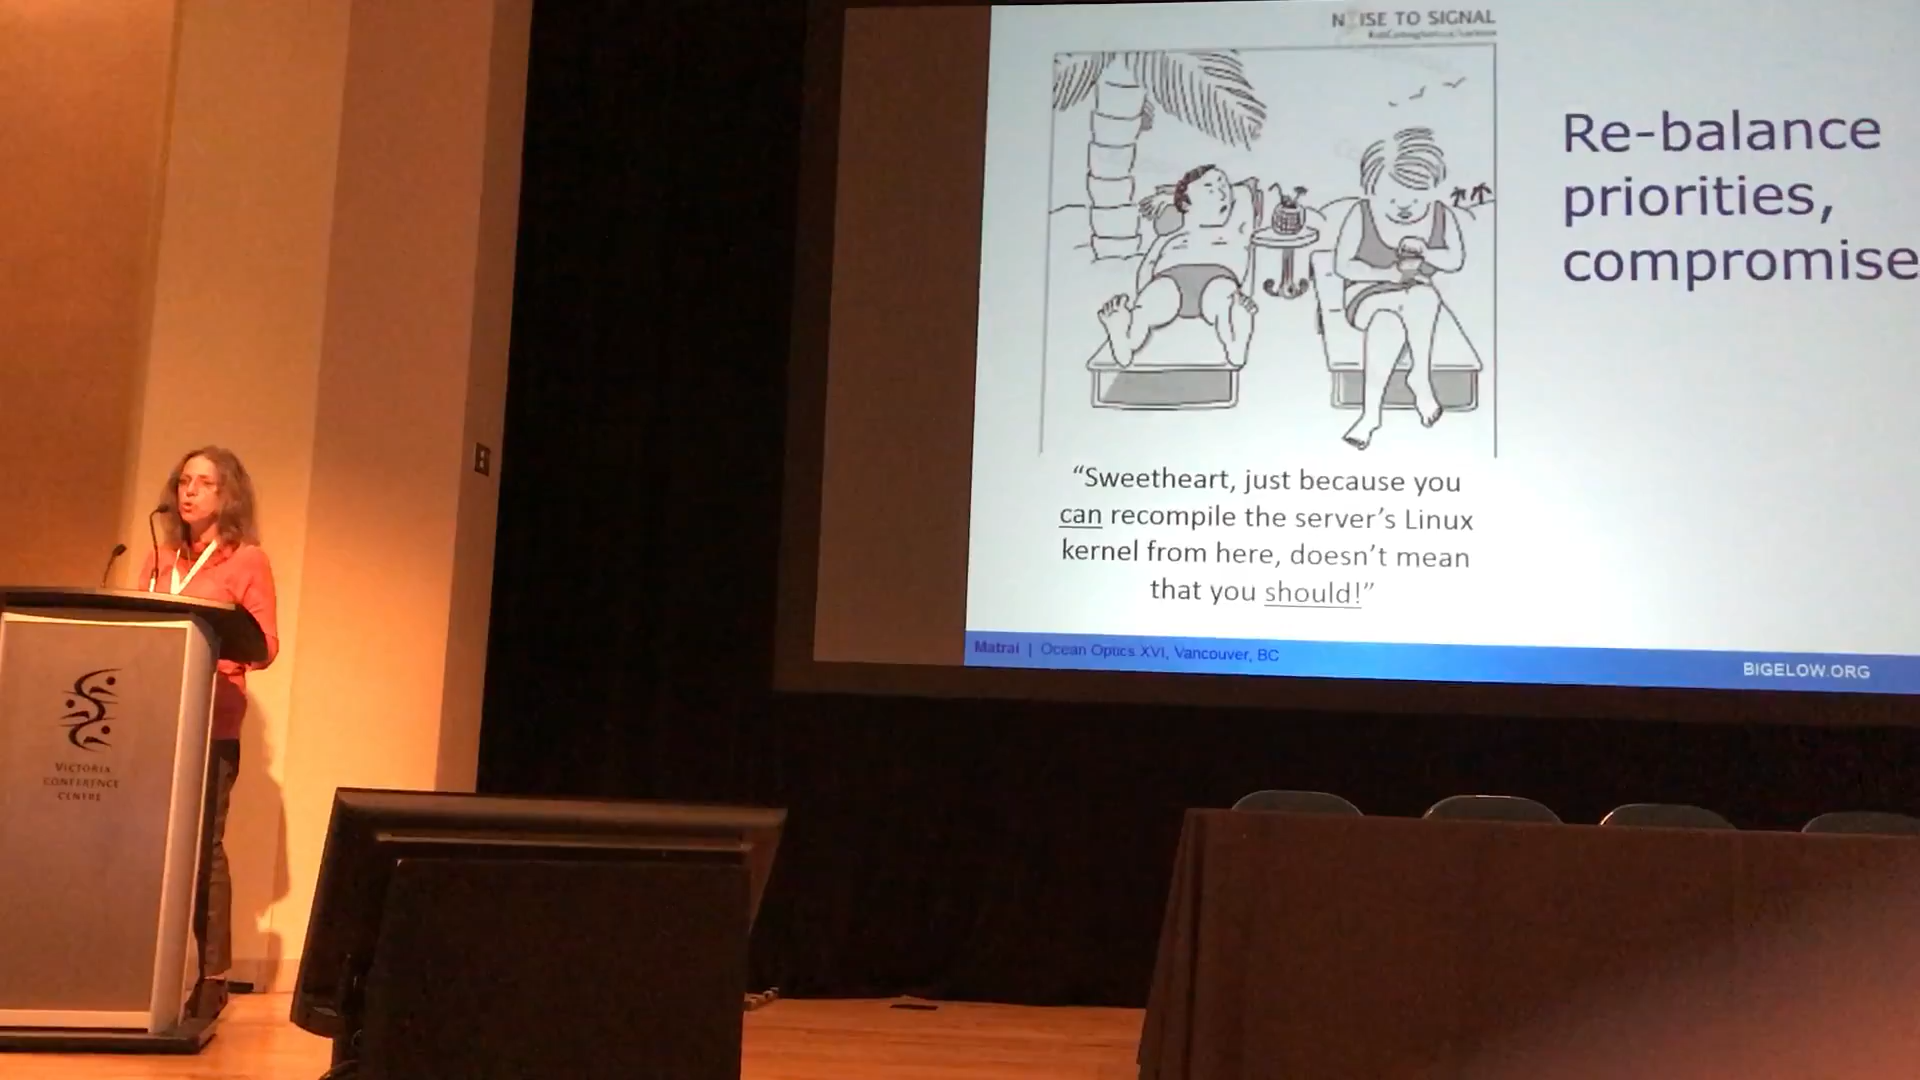 N ISE TO SIGNAL
Re-balance
priorities,
compromise
“Sweetheart, just because you
can recompile the server’s Linux
kernel from here, doesn’t mean
that you should!”
Matrai | Ocean Optics XVI, Vancouver, BC
BIGELOW.ORG
VICTORIA
CONFERENCE
CENTRE